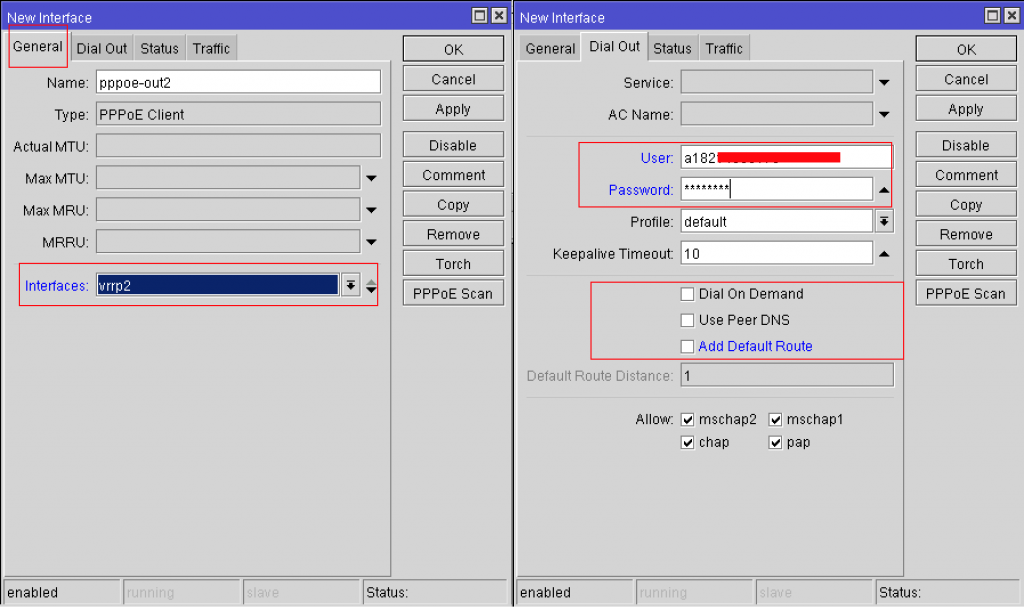 New Interface
General Dial Out Status Traffic
Name: pppoe-out2
Type: PPPoE Client
Actual MTU:
Max MTU:
Max MRU:
MRRU:
Interfaces: vrrp2
OK
Cancel
Apply
Disable
Comment
Copy
Remove
Torch
PPPoE Scan
enabled running slave Status:
New Interface
General Dial Out Status Traffic
Service:
AC Name:
User:
Password: ********
Profile: default
Keepalive Timeout: 10
Dial On Demand
Use Peer DNS
Add Default Route
Default Route Distance: 1
Allow: mschap2 mschap1
chap pap
OK
Cancel
Apply
Disable
Comment
Copy
Remove
Torch
PPPoE Scan
enabled running slave Status: